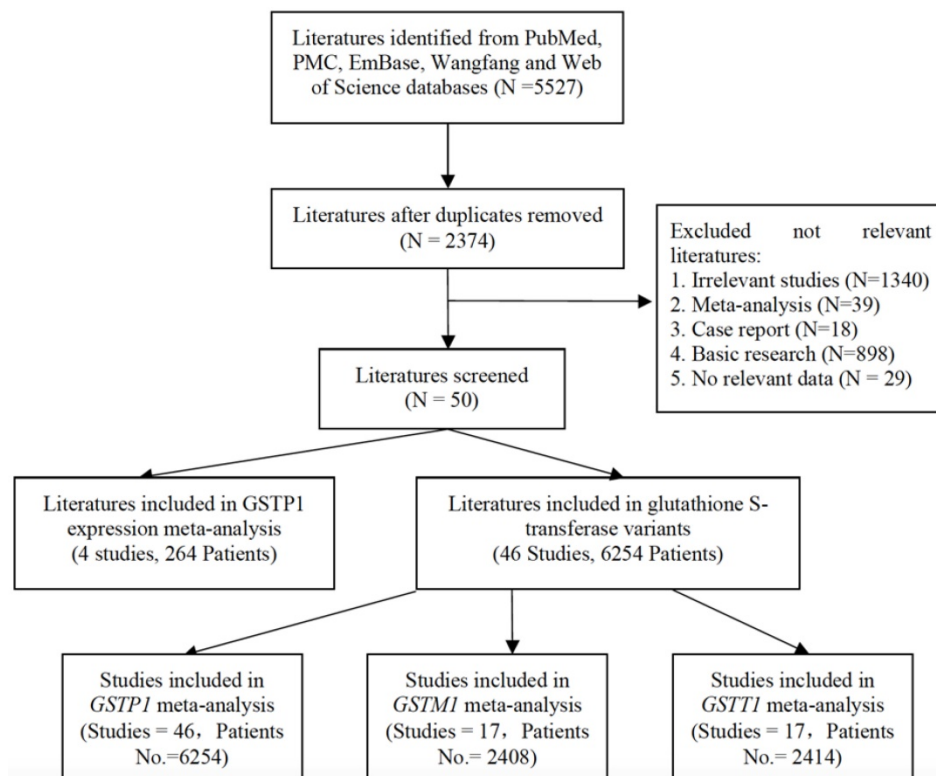 Literatures identified from PubMed,
PMC, EmBase, Wangfang and Web
of Science databases (N =5527)
Literatures after duplicates removed
(N = 2374)
Excluded not relevant
literatures:
1. Irrelevant studies (N=1340)
2. Meta-analysis (N=39)
3. Case report (N=18)
4. Basic research (N=898)
5. No relevant data (N = 29)
Literatures screened
(N = 50)
Literatures included in GSTP1
expression meta-analysis
(4 studies, 264 Patients)
Literatures included in glutathione S-
transferase variants
(46 Studies, 6254 Patients)
Studies included in
GSTP1 meta-analysis
(Studies = 46，Patients
No.=6254)
Studies included in
GSTM1 meta-analysis
(Studies = 17，Patients
No.= 2408)
Studies included in
GSTT1 meta-analysis
(Studies = 17，Patients
No.= 2414)